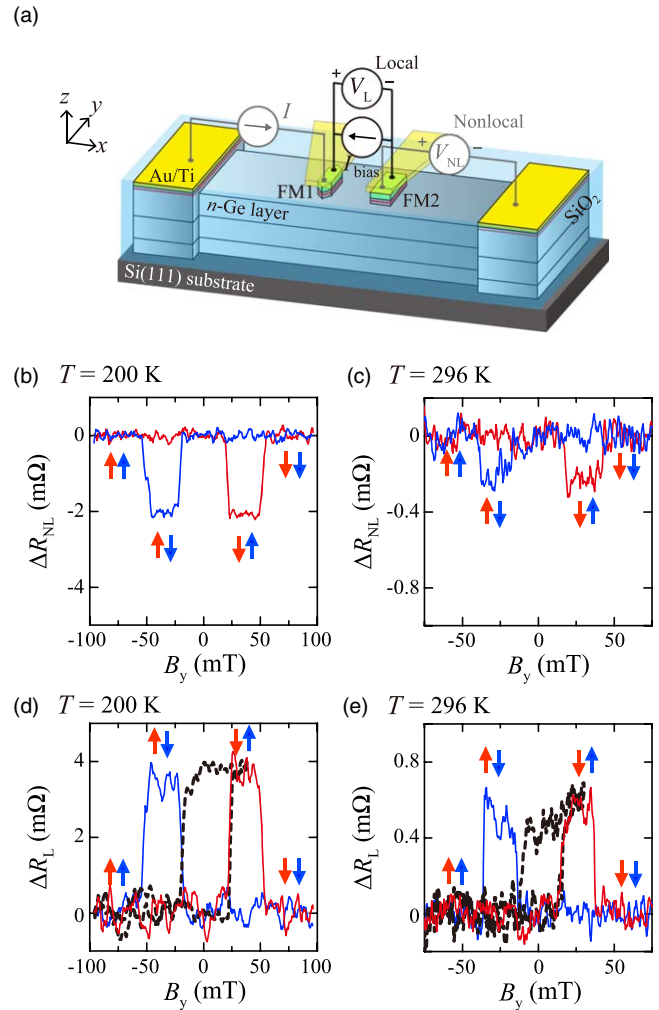 (a)
Local
+ V_L −
z y x
I
Nonlocal
+ V_NL −
I_bias
Au/Ti
FM1
FM2
n-Ge layer
SiO₂
Si(111) substrate
(b) T = 200 K
(c) T = 296 K
ΔR_NL (mΩ)
0
-2
-4
-100 -50 0 50 100
B_y (mT)
ΔR_NL (mΩ)
0
-0.4
-0.8
-50 0 50
B_y (mT)
(d) T = 200 K
(e) T = 296 K
ΔR_L (mΩ)
4
2
0
-100 -50 0 50 100
B_y (mT)
ΔR_L (mΩ)
0.8
0.4
0
-50 0 50
B_y (mT)